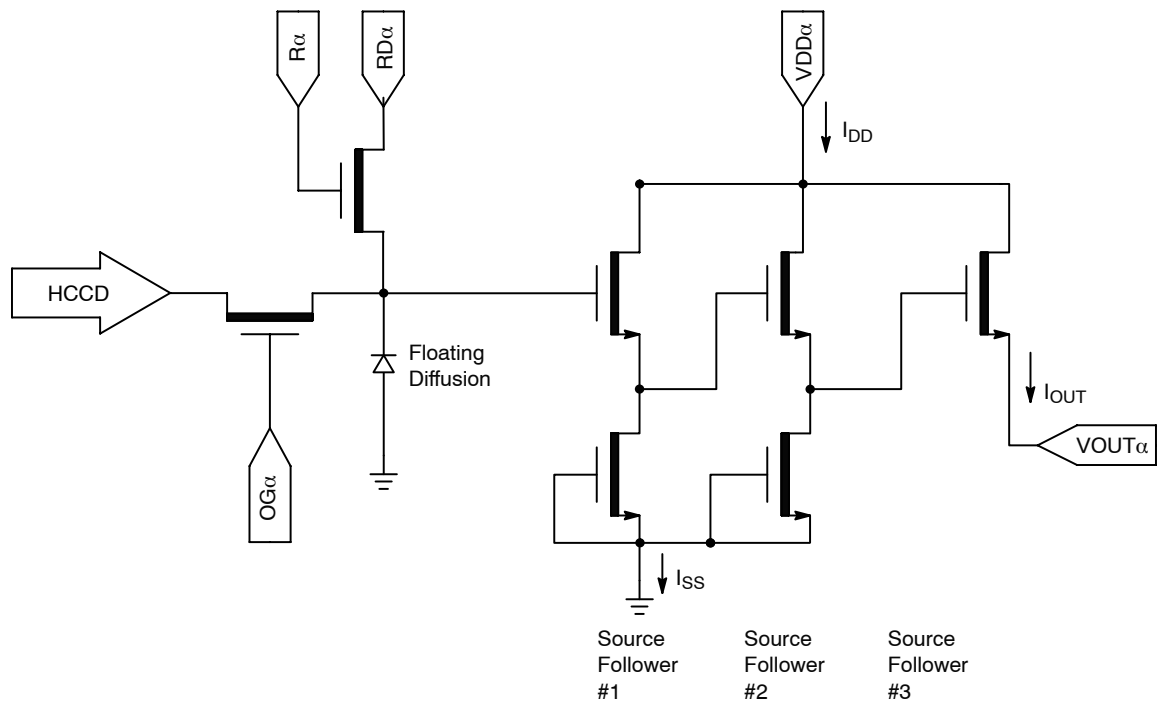 Rα
RDα
VDDα
IDD
HCCD
Floating
Diffusion
IOUT
VOUTα
OGα
ISS
Source
Follower
#1
Source
Follower
#2
Source
Follower
#3